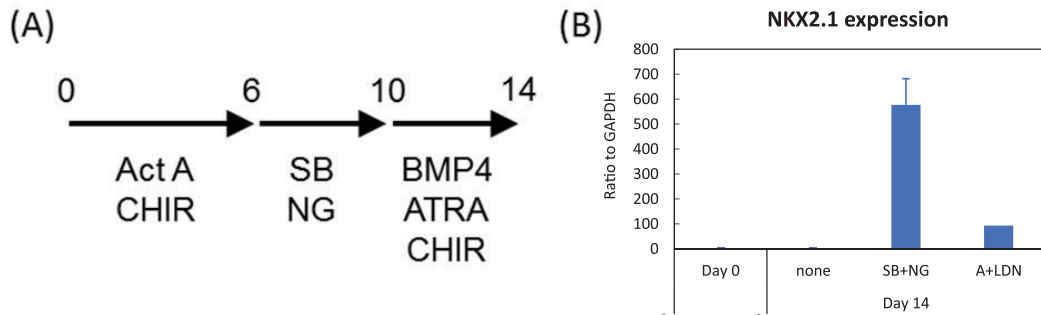 (A)
0 6 10 14
Act A SB BMP4
CHIR NG ATRA
CHIR
(B)
NKX2.1 expression
Ratio to GAPDH
800
700
600
500
400
300
200
100
0
Day 0 none SB+NG A+LDN
Day 14